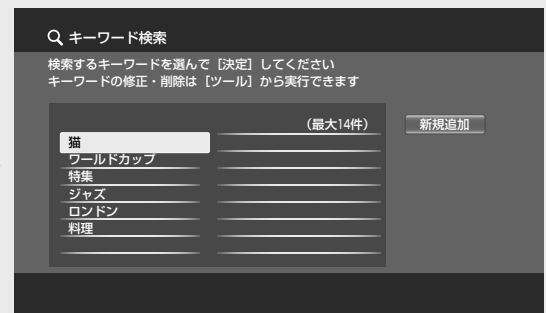 キーワード検索
検索するキーワードを選んで［決定］してください
キーワードの修正・削除は［ツール］から実行できます
（最大14件）
新規追加
猫
ワールドカップ
特集
ジャズ
ロンドン
料理